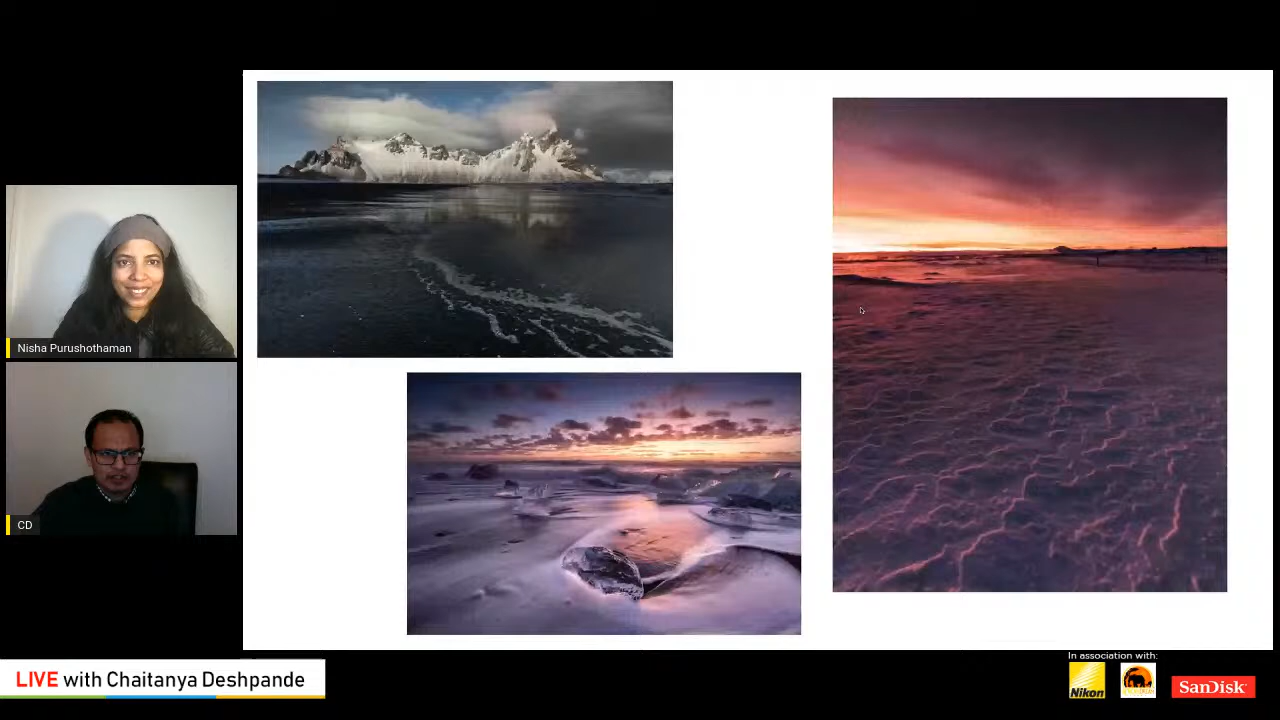 Nisha Purushothaman
CD
LIVE with Chaitanya Deshpande
In association with:
Nikon
SanDisk